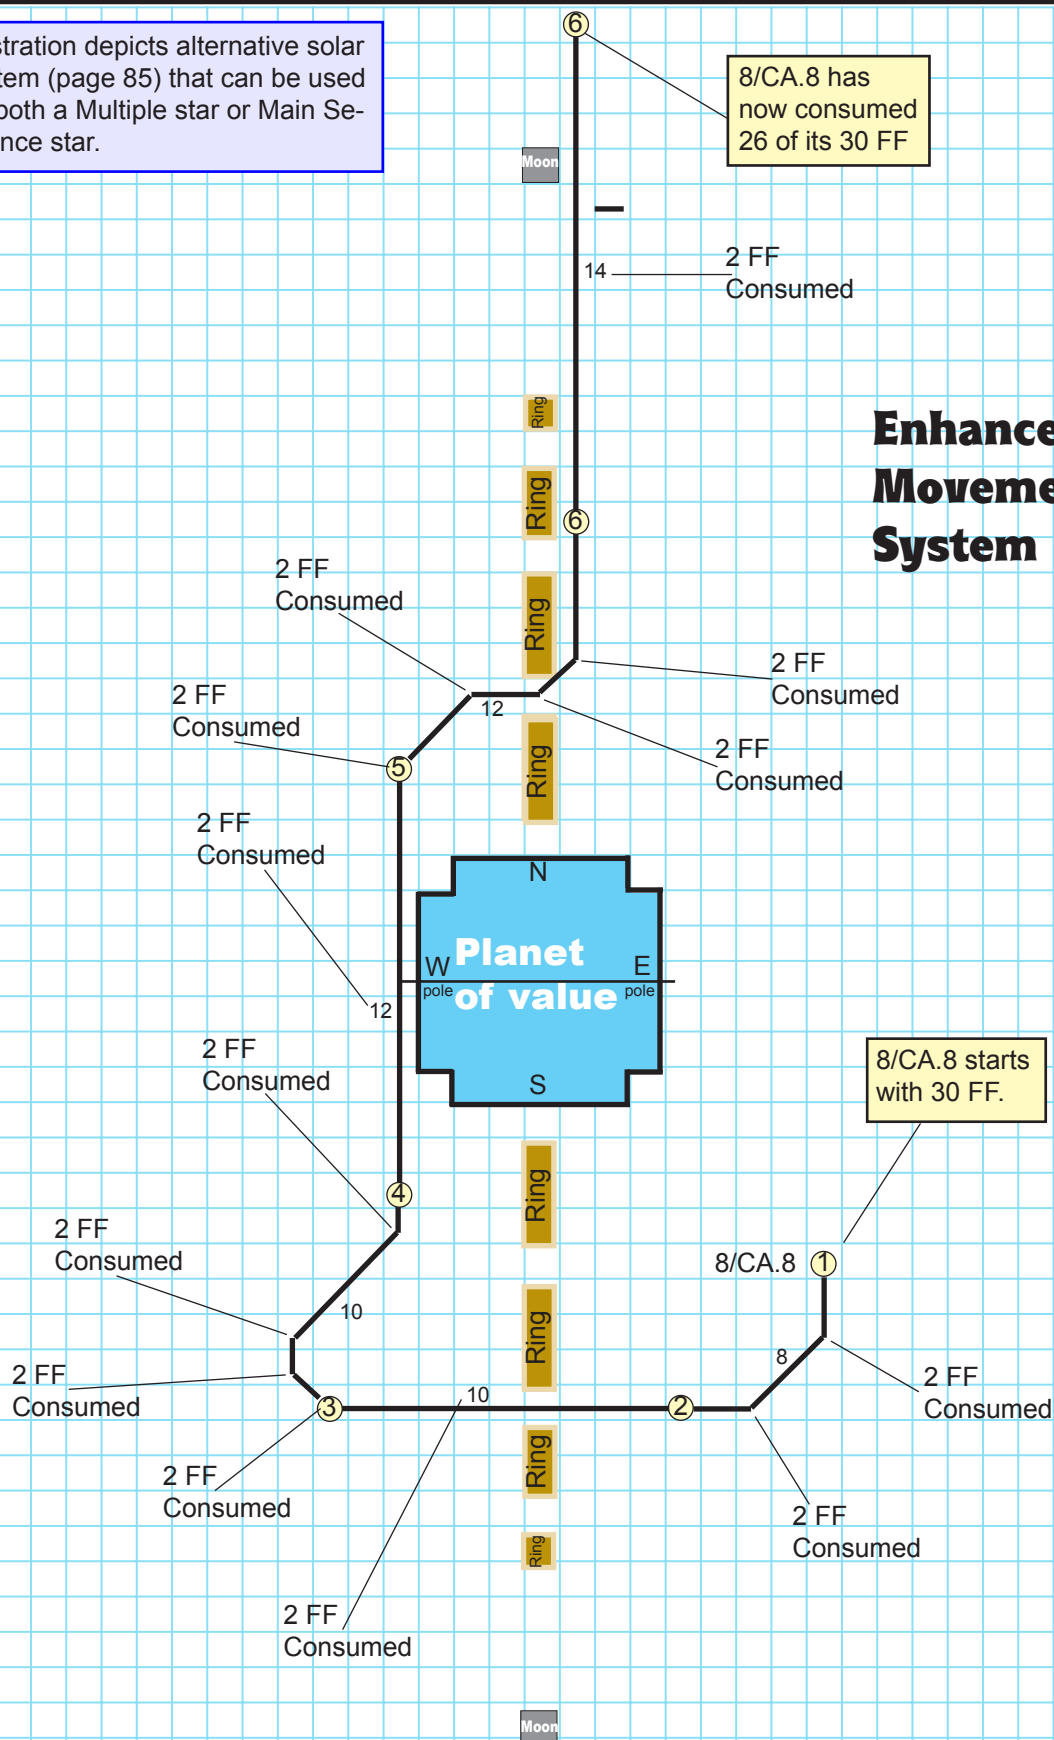 stration depicts alternative solar
tem (page 85) that can be used
both a Multiple star or Main Se-
nce star.
6
8/CA.8 has
now consumed
26 of its 30 FF
Moon
14
2 FF
Consumed
Ring
Enhance
Moveme
System
Ring
6
2 FF
Consumed
Ring
2 FF
Consumed
2 FF
Consumed
12
2 FF
Consumed
5
Ring
2 FF
Consumed
N
W
pole
Planet
of value
E
pole
12
S
2 FF
Consumed
8/CA.8 starts
with 30 FF.
4
Ring
2 FF
Consumed
8/CA.8
1
10
Ring
8
2 FF
Consumed
2 FF
Consumed
3
10
2
Ring
2 FF
Consumed
2 FF
Consumed
Ring
2 FF
Consumed
Moon